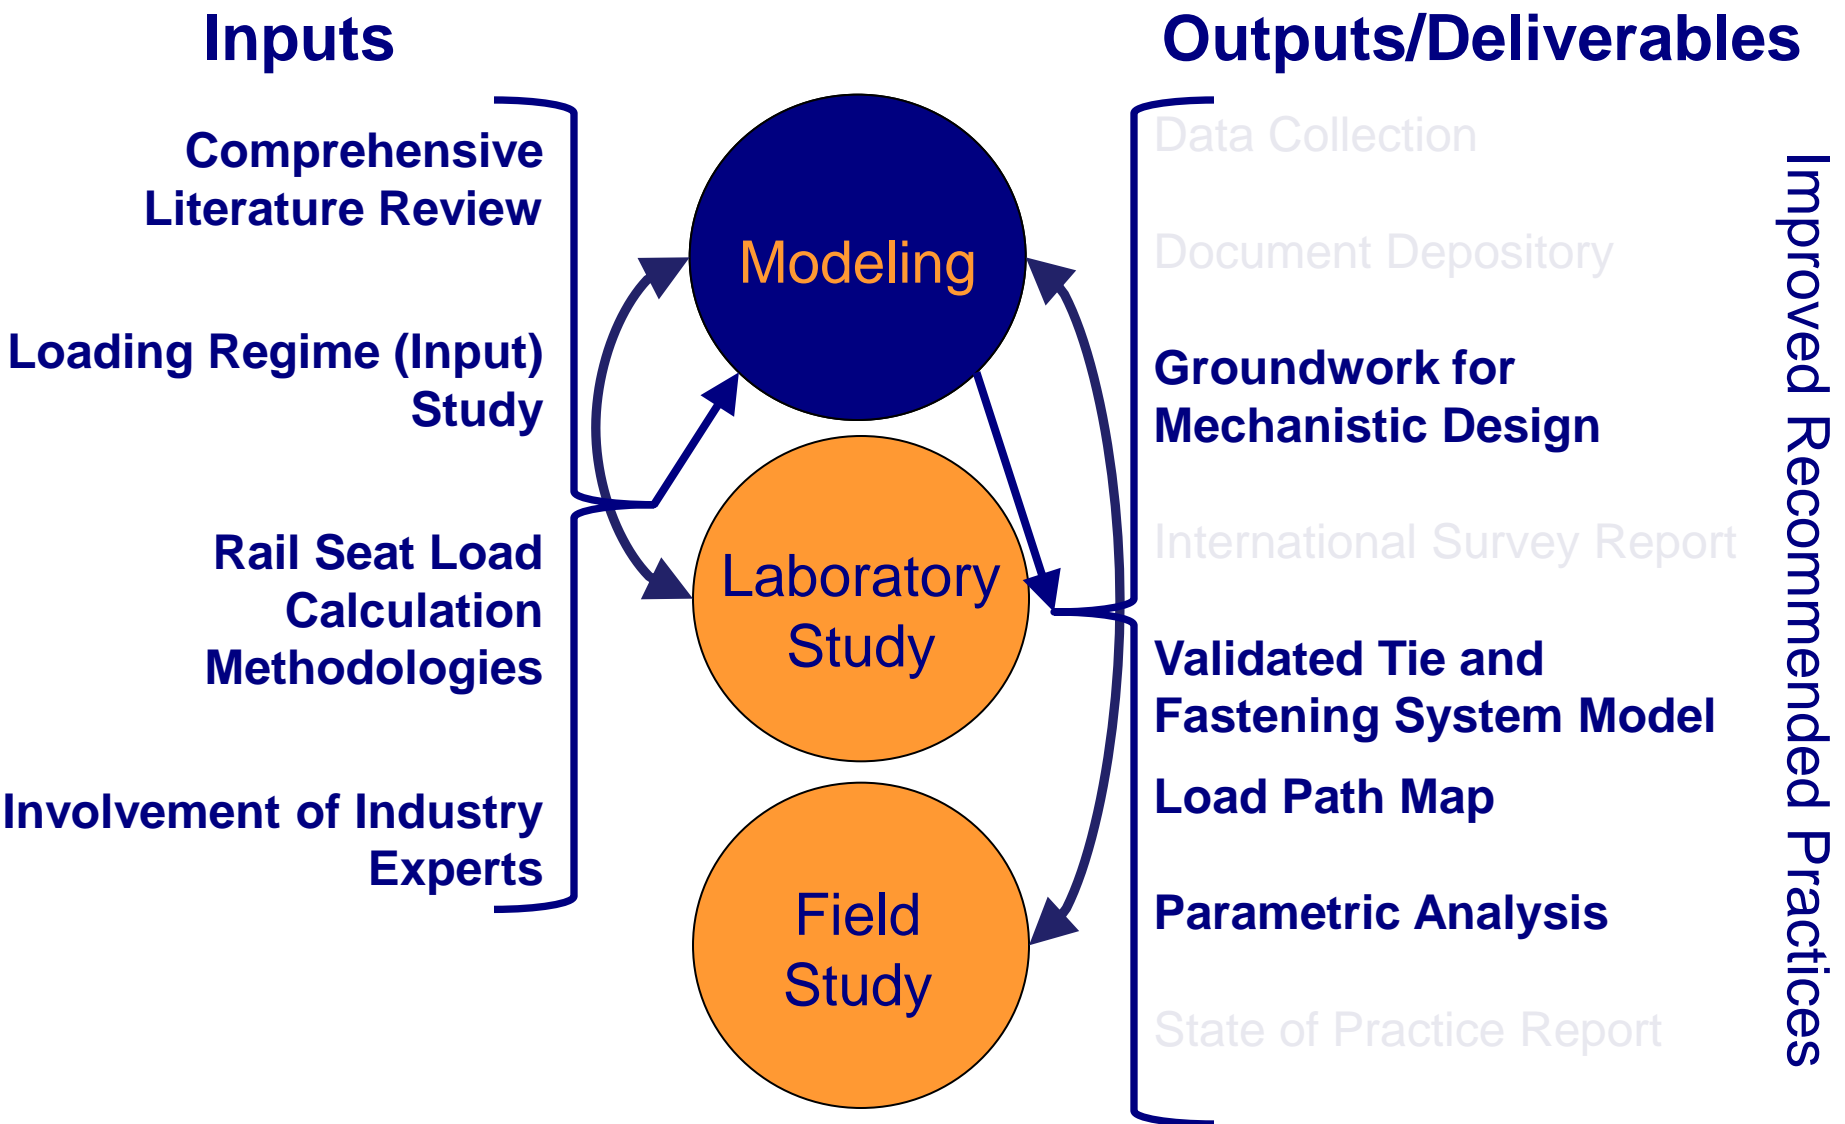 Inputs
Comprehensive
Literature Review
Loading Regime (Input)
Study
Rail Seat Load
Calculation
Methodologies
Involvement of Industry
Experts
Modeling
Laboratory
Study
Field
Study
Outputs/Deliverables
Data Collection
Document Depository
Groundwork for
Mechanistic Design
International Survey Report
Validated Tie and
Fastening System Model
Load Path Map
Parametric Analysis
State of Practice Report
Improved Recommended Practices